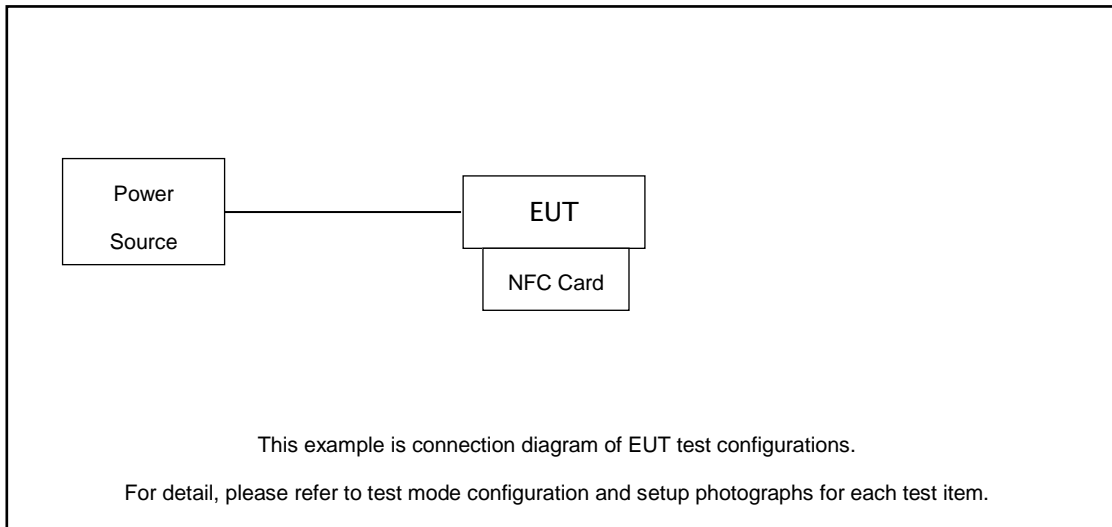 Power
Source
EUT
NFC Card
This example is connection diagram of EUT test configurations.
For detail, please refer to test mode configuration and setup photographs for each test item.